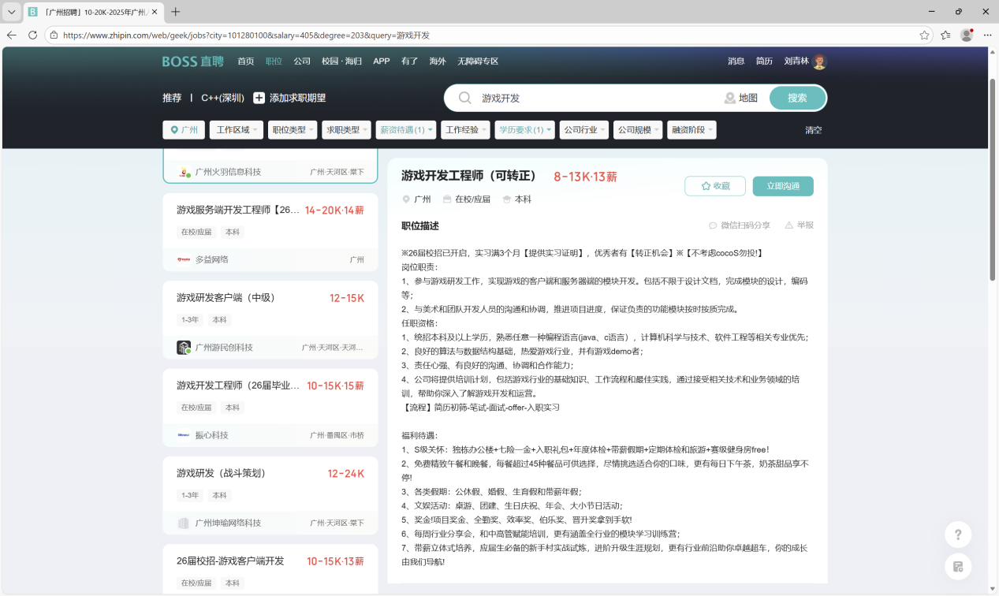 「广州招聘」10-20K-2025年广州
https://www.zhipin.com/web/geek/jobs?city=101280100&salary=405&degree=203&query=游戏开发
BOSS 直聘 首页 职位 公司 校园·海归 APP 有了 海外 无障碍专区 消息 简历 刘青林
推荐 | C++(深圳) 添加求职期望 游戏开发 地图 搜索
广州 工作区域 职位类型 求职类型 薪资待遇(1) 工作经验 学历要求(1) 公司行业 公司规模 融资阶段 清空
广州火羽信息科技 广州·天河区·棠下
游戏服务端开发工程师【26... 14-20K·14薪
在校/应届 本科
多益网络 广州
游戏研发客户端（中级） 12-15K
1-3年 本科
广州游民创科技 广州·天河区·天河...
游戏开发工程师（26届毕业... 10-15K·15薪
在校/应届 本科
振心科技 广州·番禺区·市桥
游戏研发（战斗策划） 12-24K
1-3年 本科
广州坤瑜网络科技 广州·天河区·棠下
26届校招-游戏客户端开发 10-15K·13薪
在校/应届 本科
游戏开发工程师（可转正） 8-13K·13薪
收藏 立即沟通
广州 在校/应届 本科
职位描述 微信扫码分享 举报
※26届校招已开启，实习满3个月【提供实习证明】，优秀者有【转正机会】※【不考虑cocoS勿投!】
岗位职责：
1、参与游戏研发工作，实现游戏的客户端和服务器端的模块开发。包括不限于设计文档，完成模块的设计，编码
等；
2、与美术和团队开发人员的沟通和协调，推进项目进度，保证负责的功能模块按时按质完成。
任职资格：
1、统招本科及以上学历，熟悉任意一种编程语言(java、c语言），计算机科学与技术、软件工程等相关专业优先；
2、良好的算法与数据结构基础，热爱游戏行业，并有游戏demo者；
3、责任心强、有良好的沟通、协调和合作能力；
4、公司将提供培训计划，包括游戏行业的基础知识、工作流程和最佳实践，通过接受相关技术和业务领域的培
训，帮助你深入了解游戏开发和运营。
【流程】简历初筛-笔试-面试-offer-入职实习
福利待遇：
1、S级关怀：独栋办公楼+七险一金+入职礼包+年度体检+带薪假期+定期体检和旅游+赛级健身房free！
2、免费精致午餐和晚餐，每餐超过45种餐品可供选择，尽情挑选适合你的口味，更有每日下午茶，奶茶甜品享不
停!
3、各类假期：公休假、婚假、生育假和带薪年假；
4、文娱活动：桌游、团建、生日庆祝、年会、大小节日活动；
5、奖金!项目奖金、全勤奖、效率奖、伯乐奖、晋升奖拿到手软!
6、每周行业分享会，和中高管赋能培训，更有涵盖全行业的模块学习训练营；
7、带薪立体式培养，应届生必备的新手村实战试炼，进阶升级生涯规划，更有行业前沿助你卓越超车，你的成长
由我们导航!